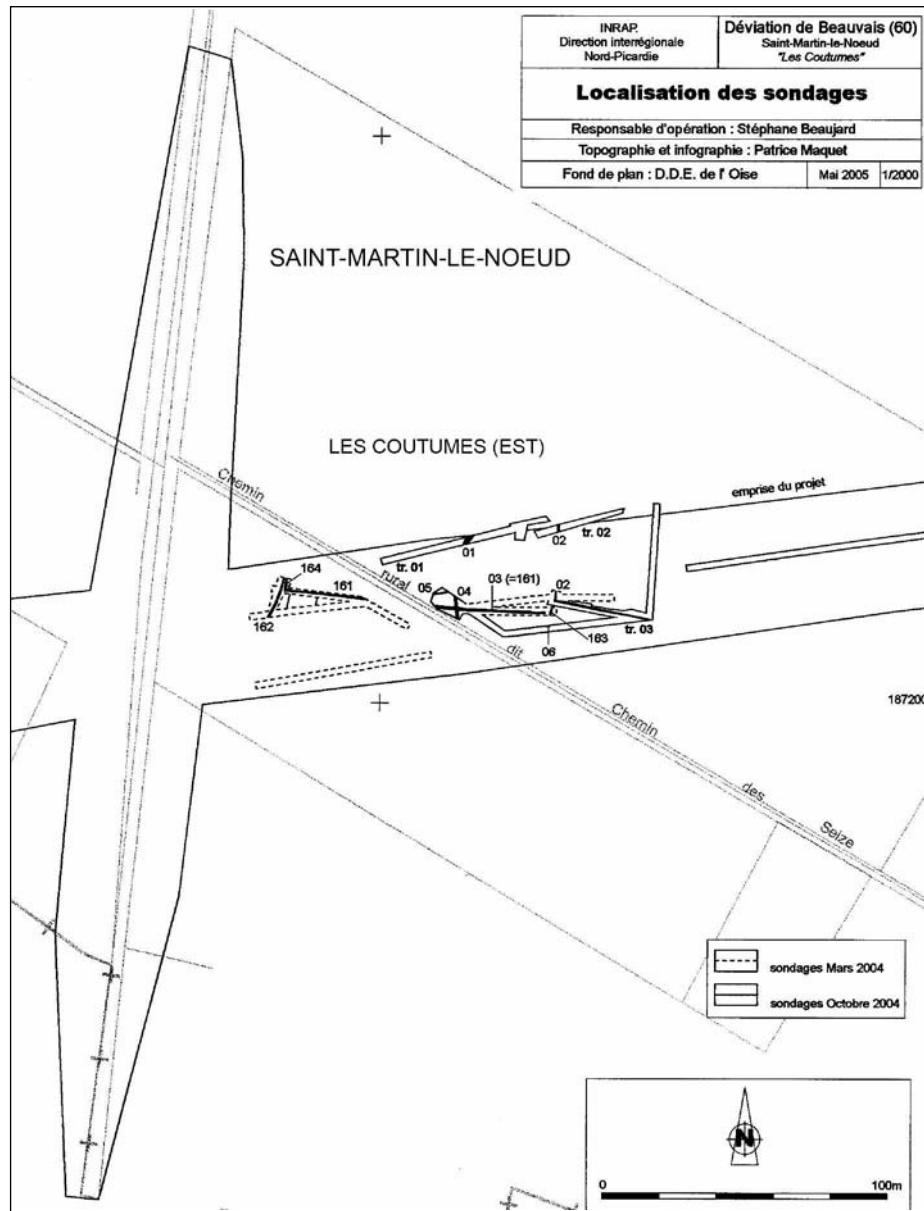 INRAP.
Direction interrégionale
Nord-Picardie
Déviation de Beauvais (60)
Saint-Martin-le-Noeud
"Les Coutumes"
Localisation des sondages
Responsable d'opération : Stéphane Beaujard
Topographie et infographie : Patrice Maquet
Fond de plan : D.D.E. de l' Oise
Mai 2005
1/2000
SAINT-MARTIN-LE-NOEUD
LES COUTUMES (EST)
Chemin
rural
dit
Chemin
des
Seize
emprise du projet
tr. 01
01
02
tr. 02
164
161
162
05
04
03 (=161)
02
06
163
tr. 03
187200
sondages Mars 2004
sondages Octobre 2004
N
0
100m